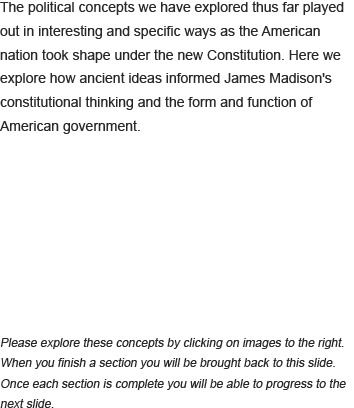 The political concepts we have explored thus far played
out in interesting and specific ways as the American
nation took shape under the new Constitution. Here we
explore how ancient ideas informed James Madison's
constitutional thinking and the form and function of
American government.
Please explore these concepts by clicking on images to the right.
When you finish a section you will be brought back to this slide.
Once each section is complete you will be able to progress to the
next slide.